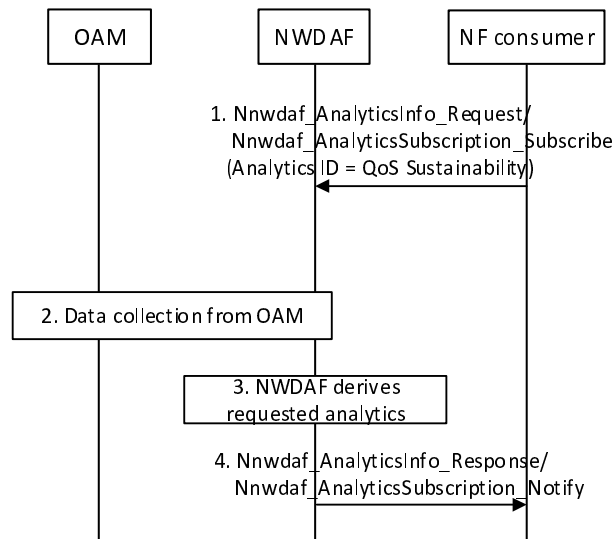 OAM
NWDAF
NF consumer
1. Nnwdaf_AnalyticsInfo_Request/
Nnwdaf_AnalyticsSubscription_Subscribe
(Analytics ID = QoS Sustainability)
2. Data collection from OAM
3. NWDAF derives
requested analytics
4. Nnwdaf_AnalyticsInfo_Response/
Nnwdaf_AnalyticsSubscription_Notify